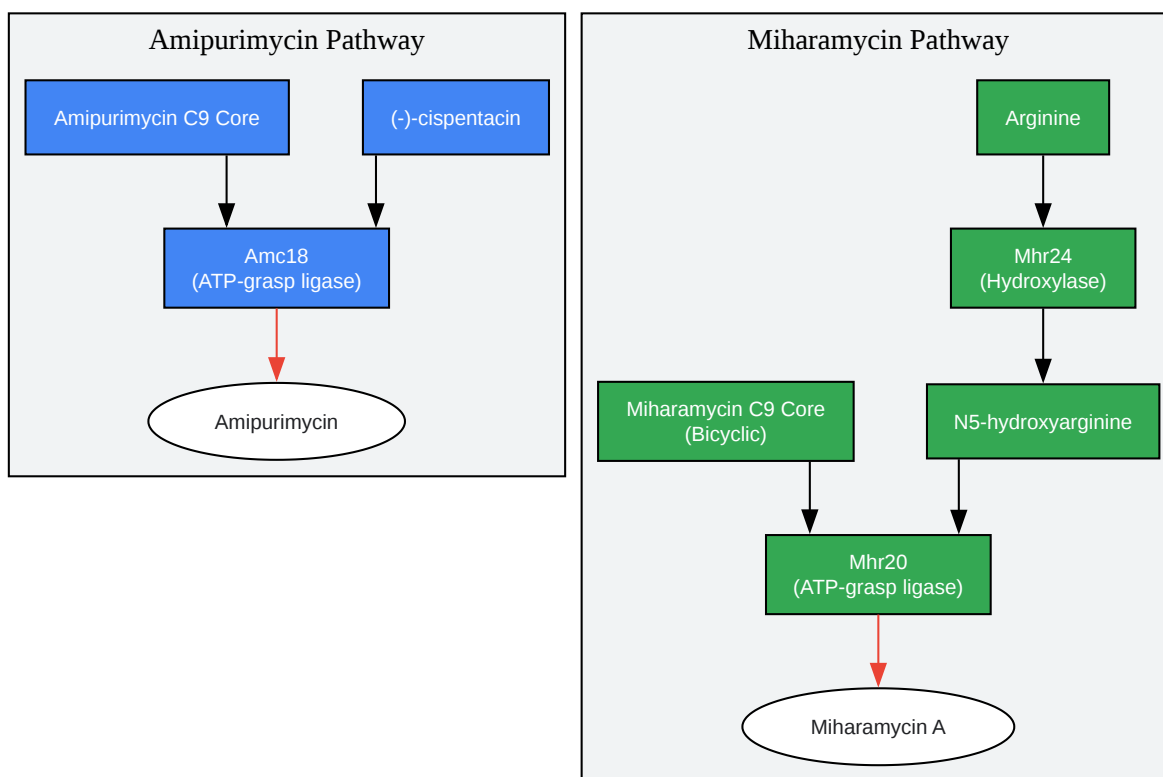 Amipurimycin Pathway
Amipurimycin C9 Core
(-)-cispentacin
Amc18
(ATP-grasp ligase)
Amipurimycin
Miharamycin Pathway
Arginine
Mhr24
(Hydroxylase)
Miharamycin C9 Core
(Bicyclic)
N5-hydroxyarginine
Mhr20
(ATP-grasp ligase)
Miharamycin A